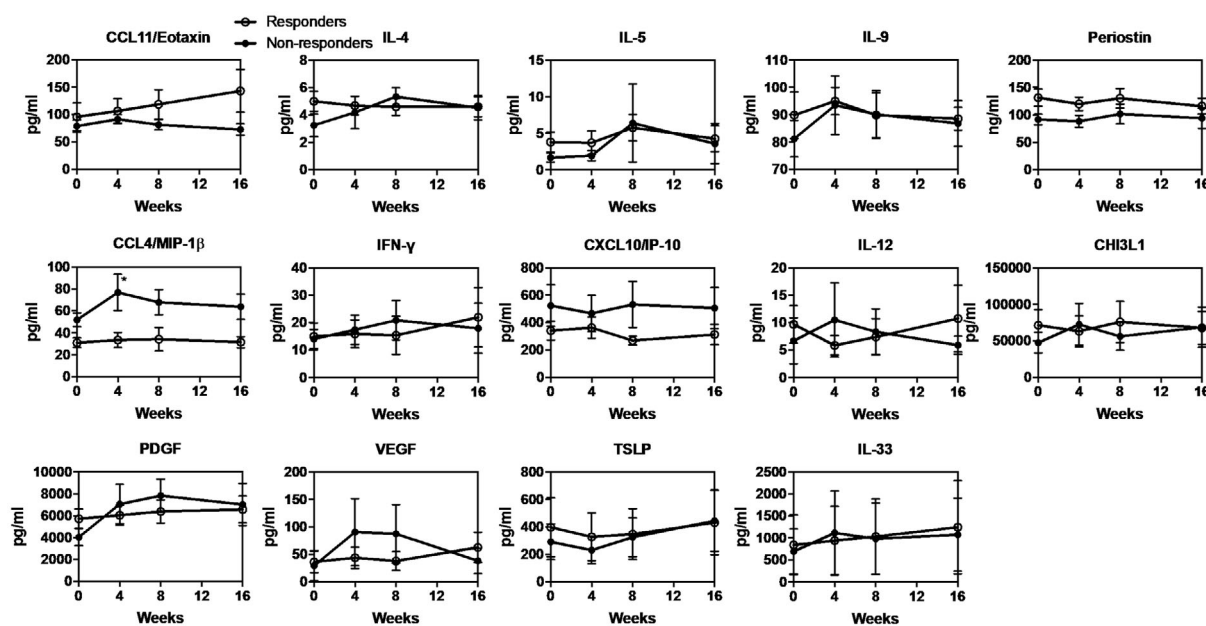 Responders
Non-responders
CCL11/Eotaxin
pg/ml
200
150
100
50
0
0 4 8 12 16
Weeks
IL-4
pg/ml
8
6
4
2
0
0 4 8 12 16
Weeks
IL-5
pg/ml
15
10
5
0
0 4 8 12 16
Weeks
IL-9
pg/ml
110
100
90
80
70
0 4 8 12 16
Weeks
Periostin
ng/ml
200
150
100
50
0
0 4 8 12 16
Weeks
CCL4/MIP-1β
pg/ml
100
80
60
40
20
0
*
0 4 8 12 16
Weeks
IFN-γ
pg/ml
40
30
20
10
0
0 4 8 12 16
Weeks
CXCL10/IP-10
pg/ml
800
600
400
200
0
0 4 8 12 16
Weeks
IL-12
pg/ml
20
15
10
5
0
0 4 8 12 16
Weeks
CHI3L1
pg/ml
150000
100000
50000
0
0 4 8 12 16
Weeks
PDGF
pg/ml
10000
8000
6000
4000
2000
0
0 4 8 12 16
Weeks
VEGF
pg/ml
200
150
100
50
0
0 4 8 12 16
Weeks
TSLP
pg/ml
800
600
400
200
0
0 4 8 12 16
Weeks
IL-33
pg/ml
2500
2000
1500
1000
500
0
0 4 8 12 16
Weeks